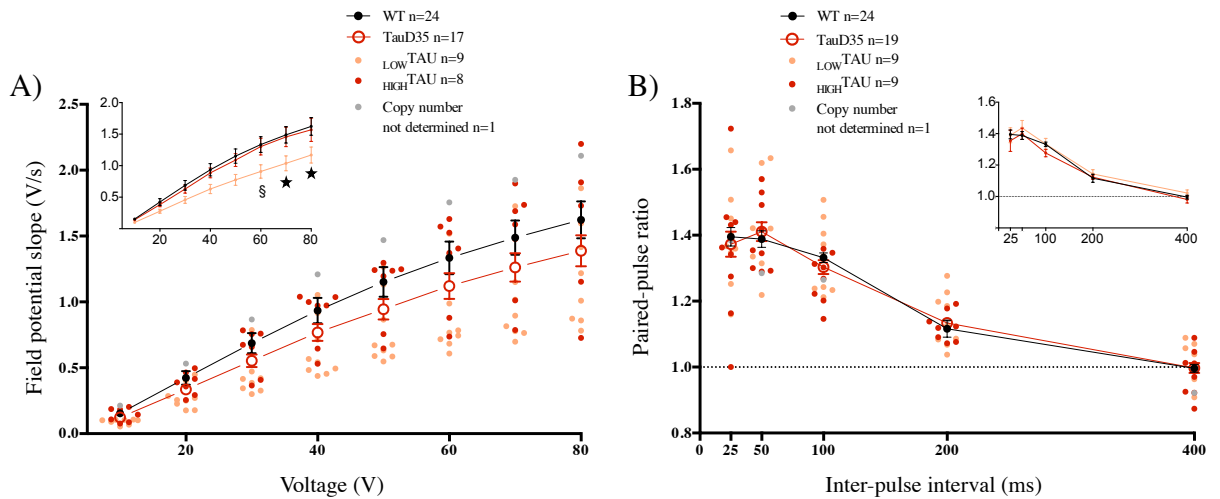 A)
WT n=24
TauD35 n=17
LOWTAU n=9
HIGHTAU n=8
Copy number
not determined n=1
Field potential slope (V/s)
2.5
2.0
1.5
1.0
0.5
0.0
20
40
60
80
Voltage (V)
2.0
1.5
1.0
0.5
20
40
60
80
§
★
★
B)
WT n=24
TauD35 n=19
LOWTAU n=9
HIGHTAU n=9
Copy number
not determined n=1
Paired-pulse ratio
1.8
1.6
1.4
1.2
1.0
0.8
0
25
50
100
200
400
Inter-pulse interval (ms)
1.6
1.4
1.2
1.0
25
100
200
400